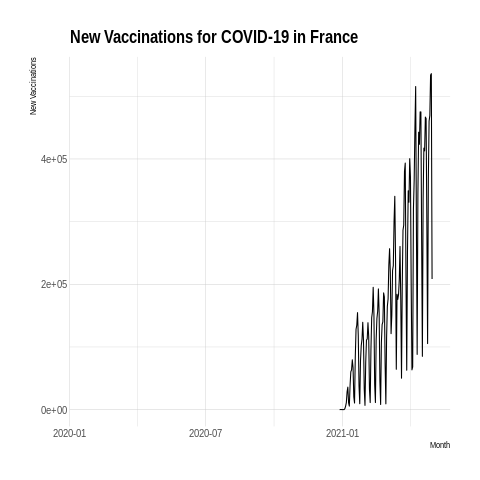 New Vaccinations for COVID-19 in France
New Vaccinations
4e+05
2e+05
0e+00
2020-01 2020-07 2021-01
Month